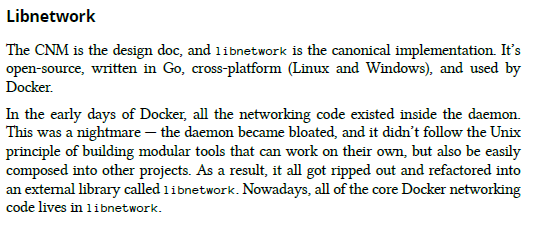 Libnetwork
The CNM is the design doc, and libnetwork is the canonical implementation. It’s
open-source, written in Go, cross-platform (Linux and Windows), and used by
Docker.
In the early days of Docker, all the networking code existed inside the daemon.
This was a nightmare — the daemon became bloated, and it didn’t follow the Unix
principle of building modular tools that can work on their own, but also be easily
composed into other projects. As a result, it all got ripped out and refactored into
an external library called libnetwork. Nowadays, all of the core Docker networking
code lives in libnetwork.